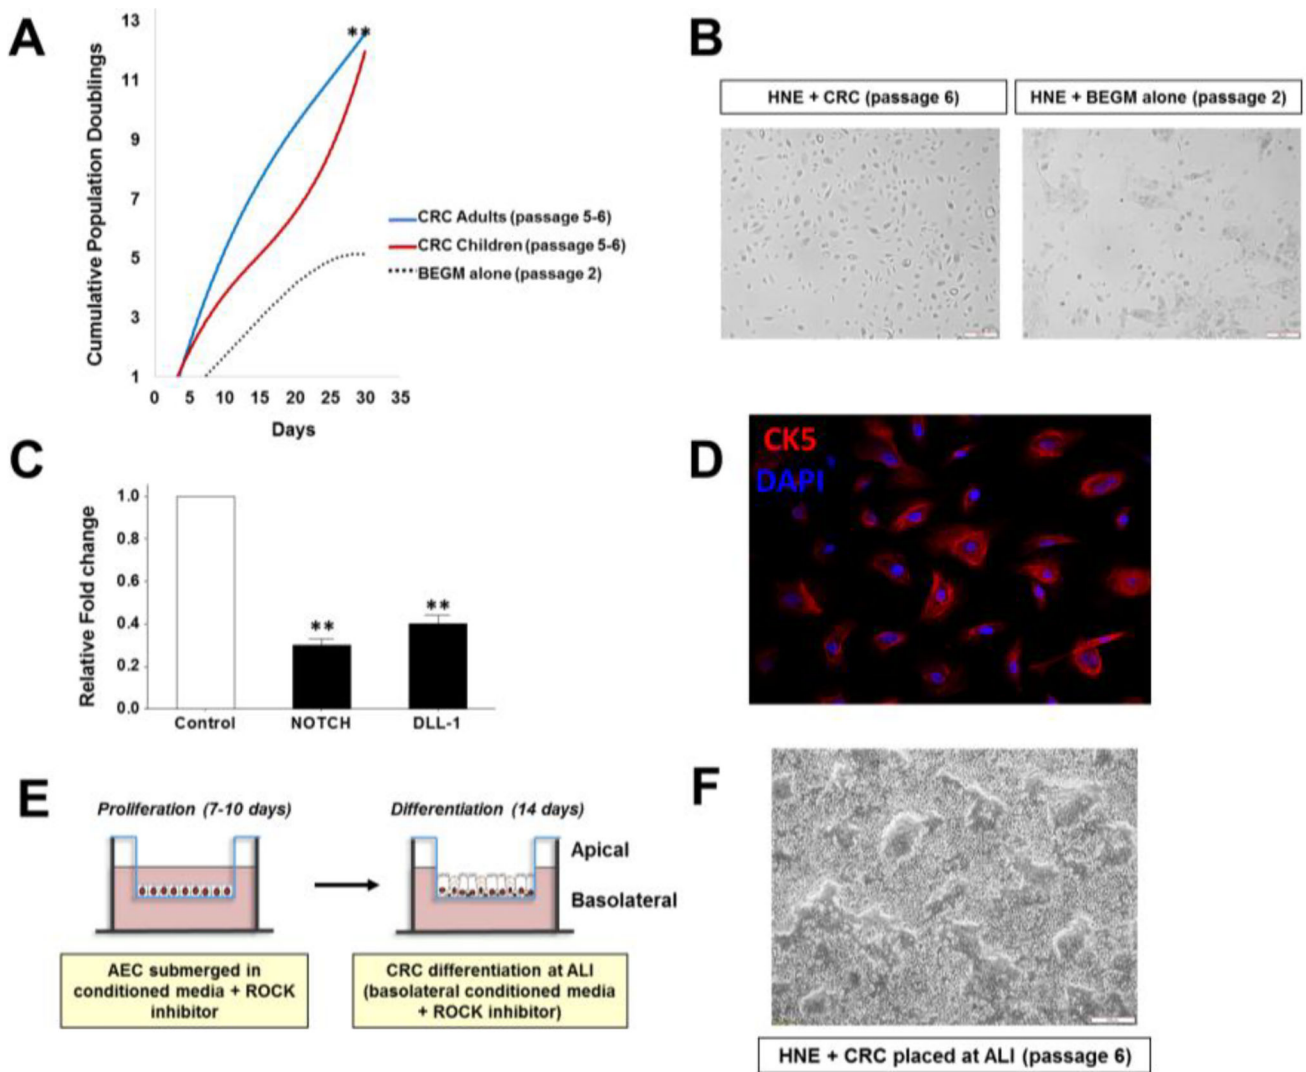 A
Cumulative Population Doublings
13
11
9
7
5
3
1
0 5 10 15 20 25 30 35
Days
**
CRC Adults (passage 5-6)
CRC Children (passage 5-6)
BEGM alone (passage 2)
B
HNE + CRC (passage 6)
HNE + BEGM alone (passage 2)
C
Relative Fold change
1.0
0.8
0.6
0.4
0.2
0.0
**
**
Control NOTCH DLL-1
D
CK5
DAPI
E
Proliferation (7-10 days)
Differentiation (14 days)
Apical
Basolateral
AEC submerged in
conditioned media + ROCK
inhibitor
CRC differentiation at ALI
(basolateral conditioned media
+ ROCK inhibitor)
F
HNE + CRC placed at ALI (passage 6)